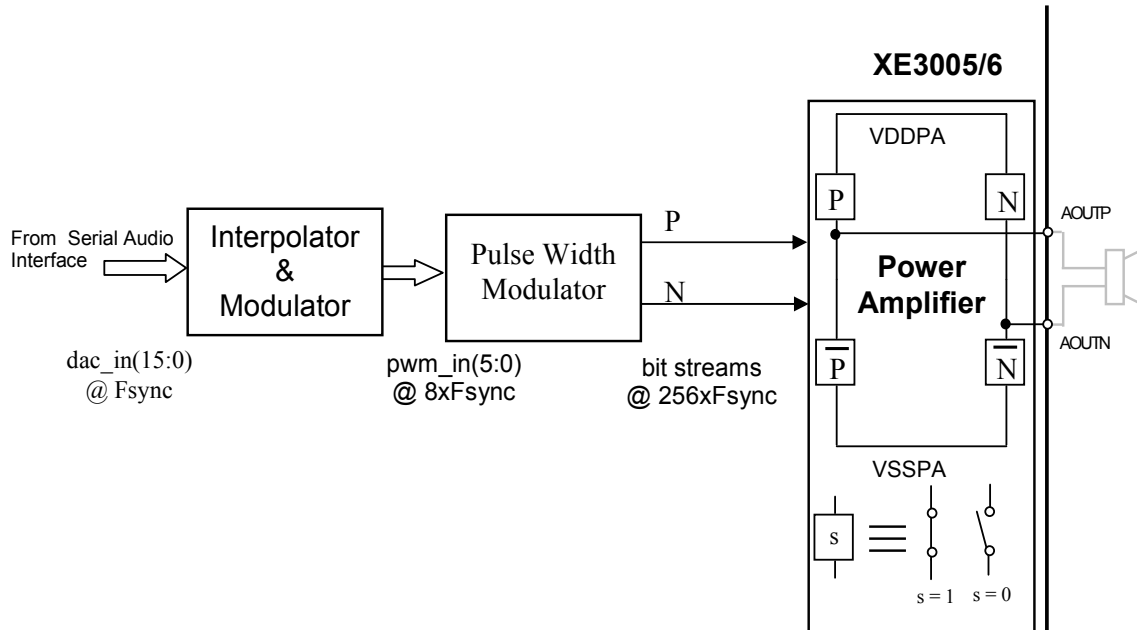 XE3005/6
From Serial Audio
Interface
Interpolator
&
Modulator
dac_in(15:0)
@ Fsync
Pulse Width
Modulator
pwm_in(5:0)
@ 8xFsync
P
N
bit streams
@ 256xFsync
VDDPA
P
N
Power
Amplifier
P̅
N̅
VSSPA
AOUTP
AOUTN
s
s = 1
s = 0